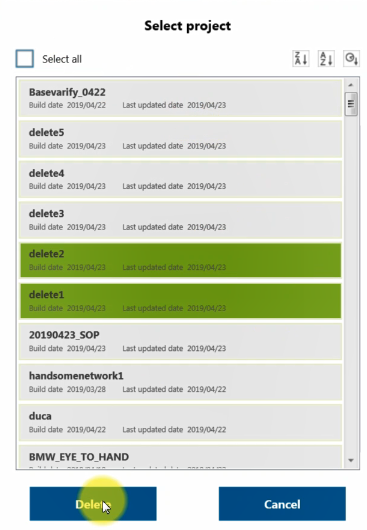 Select project
Select all
Basevarify_0422
Build date 2019/04/22 Last updated date 2019/04/23
delete5
Build date 2019/04/23 Last updated date 2019/04/23
delete4
Build date 2019/04/23 Last updated date 2019/04/23
delete3
Build date 2019/04/23 Last updated date 2019/04/23
delete2
Build date 2019/04/23 Last updated date 2019/04/23
delete1
Build date 2019/04/23 Last updated date 2019/04/23
20190423_SOP
Build date 2019/04/23 Last updated date 2019/04/23
handsomenetwork1
Build date 2019/03/28 Last updated date 2019/04/22
duca
Build date 2019/04/22 Last updated date 2019/04/22
BMW_EYE_TO_HAND
Delete Cancel